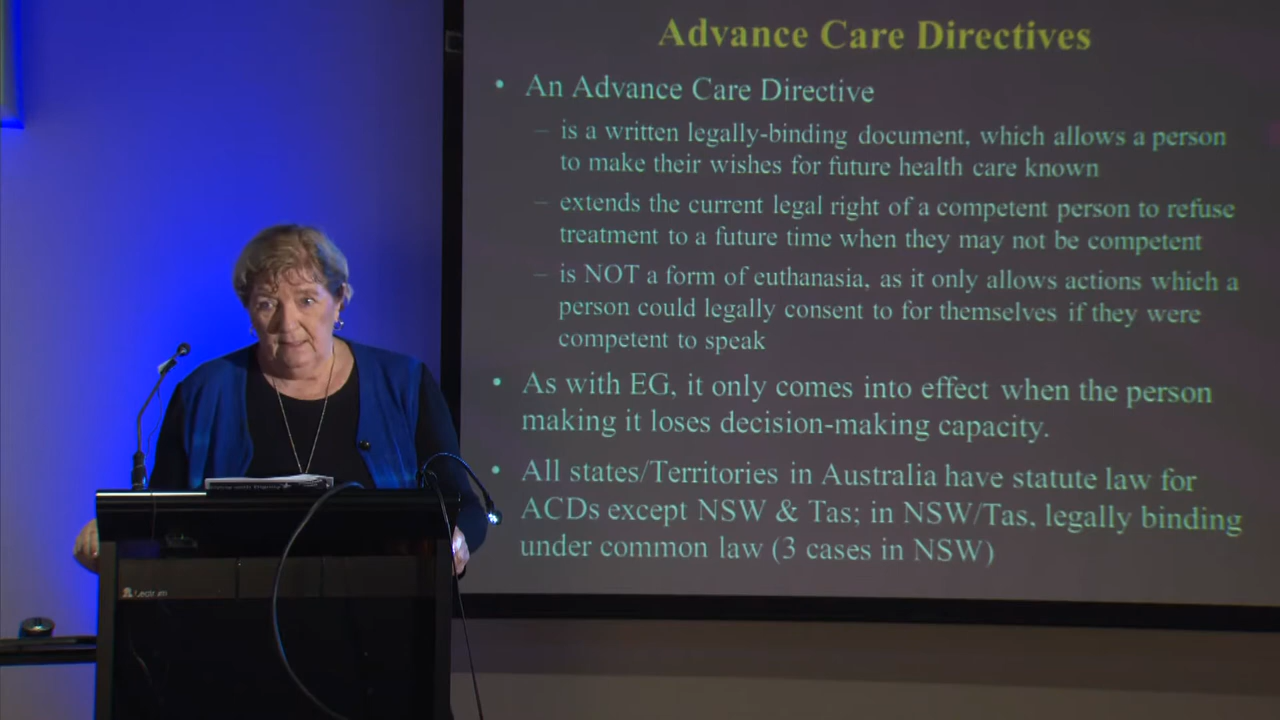 Advance Care Directives
• An Advance Care Directive
– is a written legally-binding document, which allows a person
to make their wishes for future health care known
– extends the current legal right of a competent person to refuse
treatment to a future time when they may not be competent
– is NOT a form of euthanasia, as it only allows actions which a
person could legally consent to for themselves if they were
competent to speak
• As with EG, it only comes into effect when the person
making it loses decision-making capacity.
• All states/Territories in Australia have statute law for
ACDs except NSW & Tas; in NSW/Tas, legally binding
under common law (3 cases in NSW)